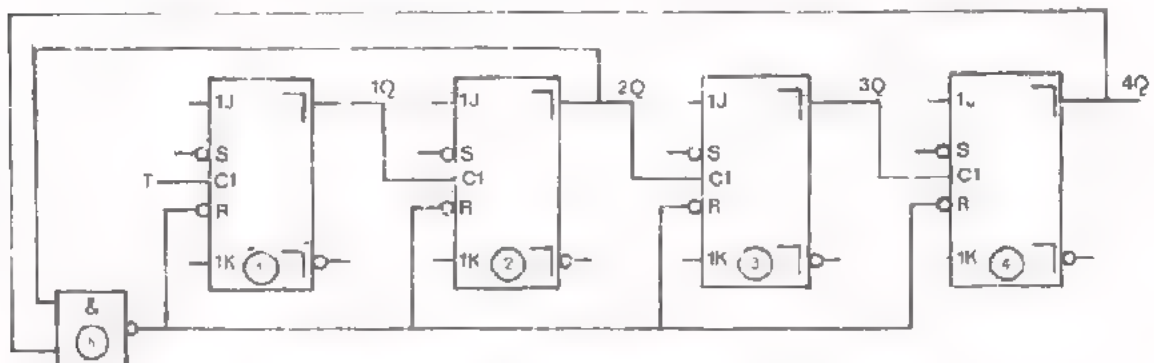 1Q 2Q 3Q 4Q
1J 1J 1J
S S S S
T C1 C1 C1 C1
R R R R
1K 1 1K 2 1K 3 1K 4
&